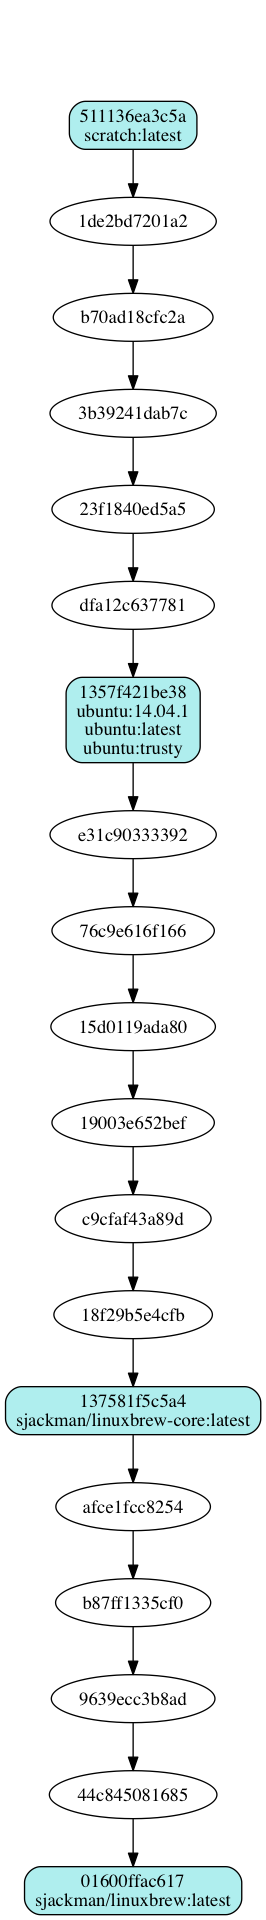 511136ea3c5a
scratch:latest
1de2bd7201a2
b70ad18cfc2a
3b39241dab7c
23f1840ed5a5
dfa12c637781
1357f421be38
ubuntu:14.04.1
ubuntu:latest
ubuntu:trusty
e31c90333392
76c9e616f166
15d0119ada80
19003e652bef
c9cfaf43a89d
18f29b5e4cfb
137581f5c5a4
sjackman/linuxbrew-core:latest
afce1fcc8254
b87ff1335cf0
9639ecc3b8ad
44c845081685
01600ffac617
sjackman/linuxbrew:latest